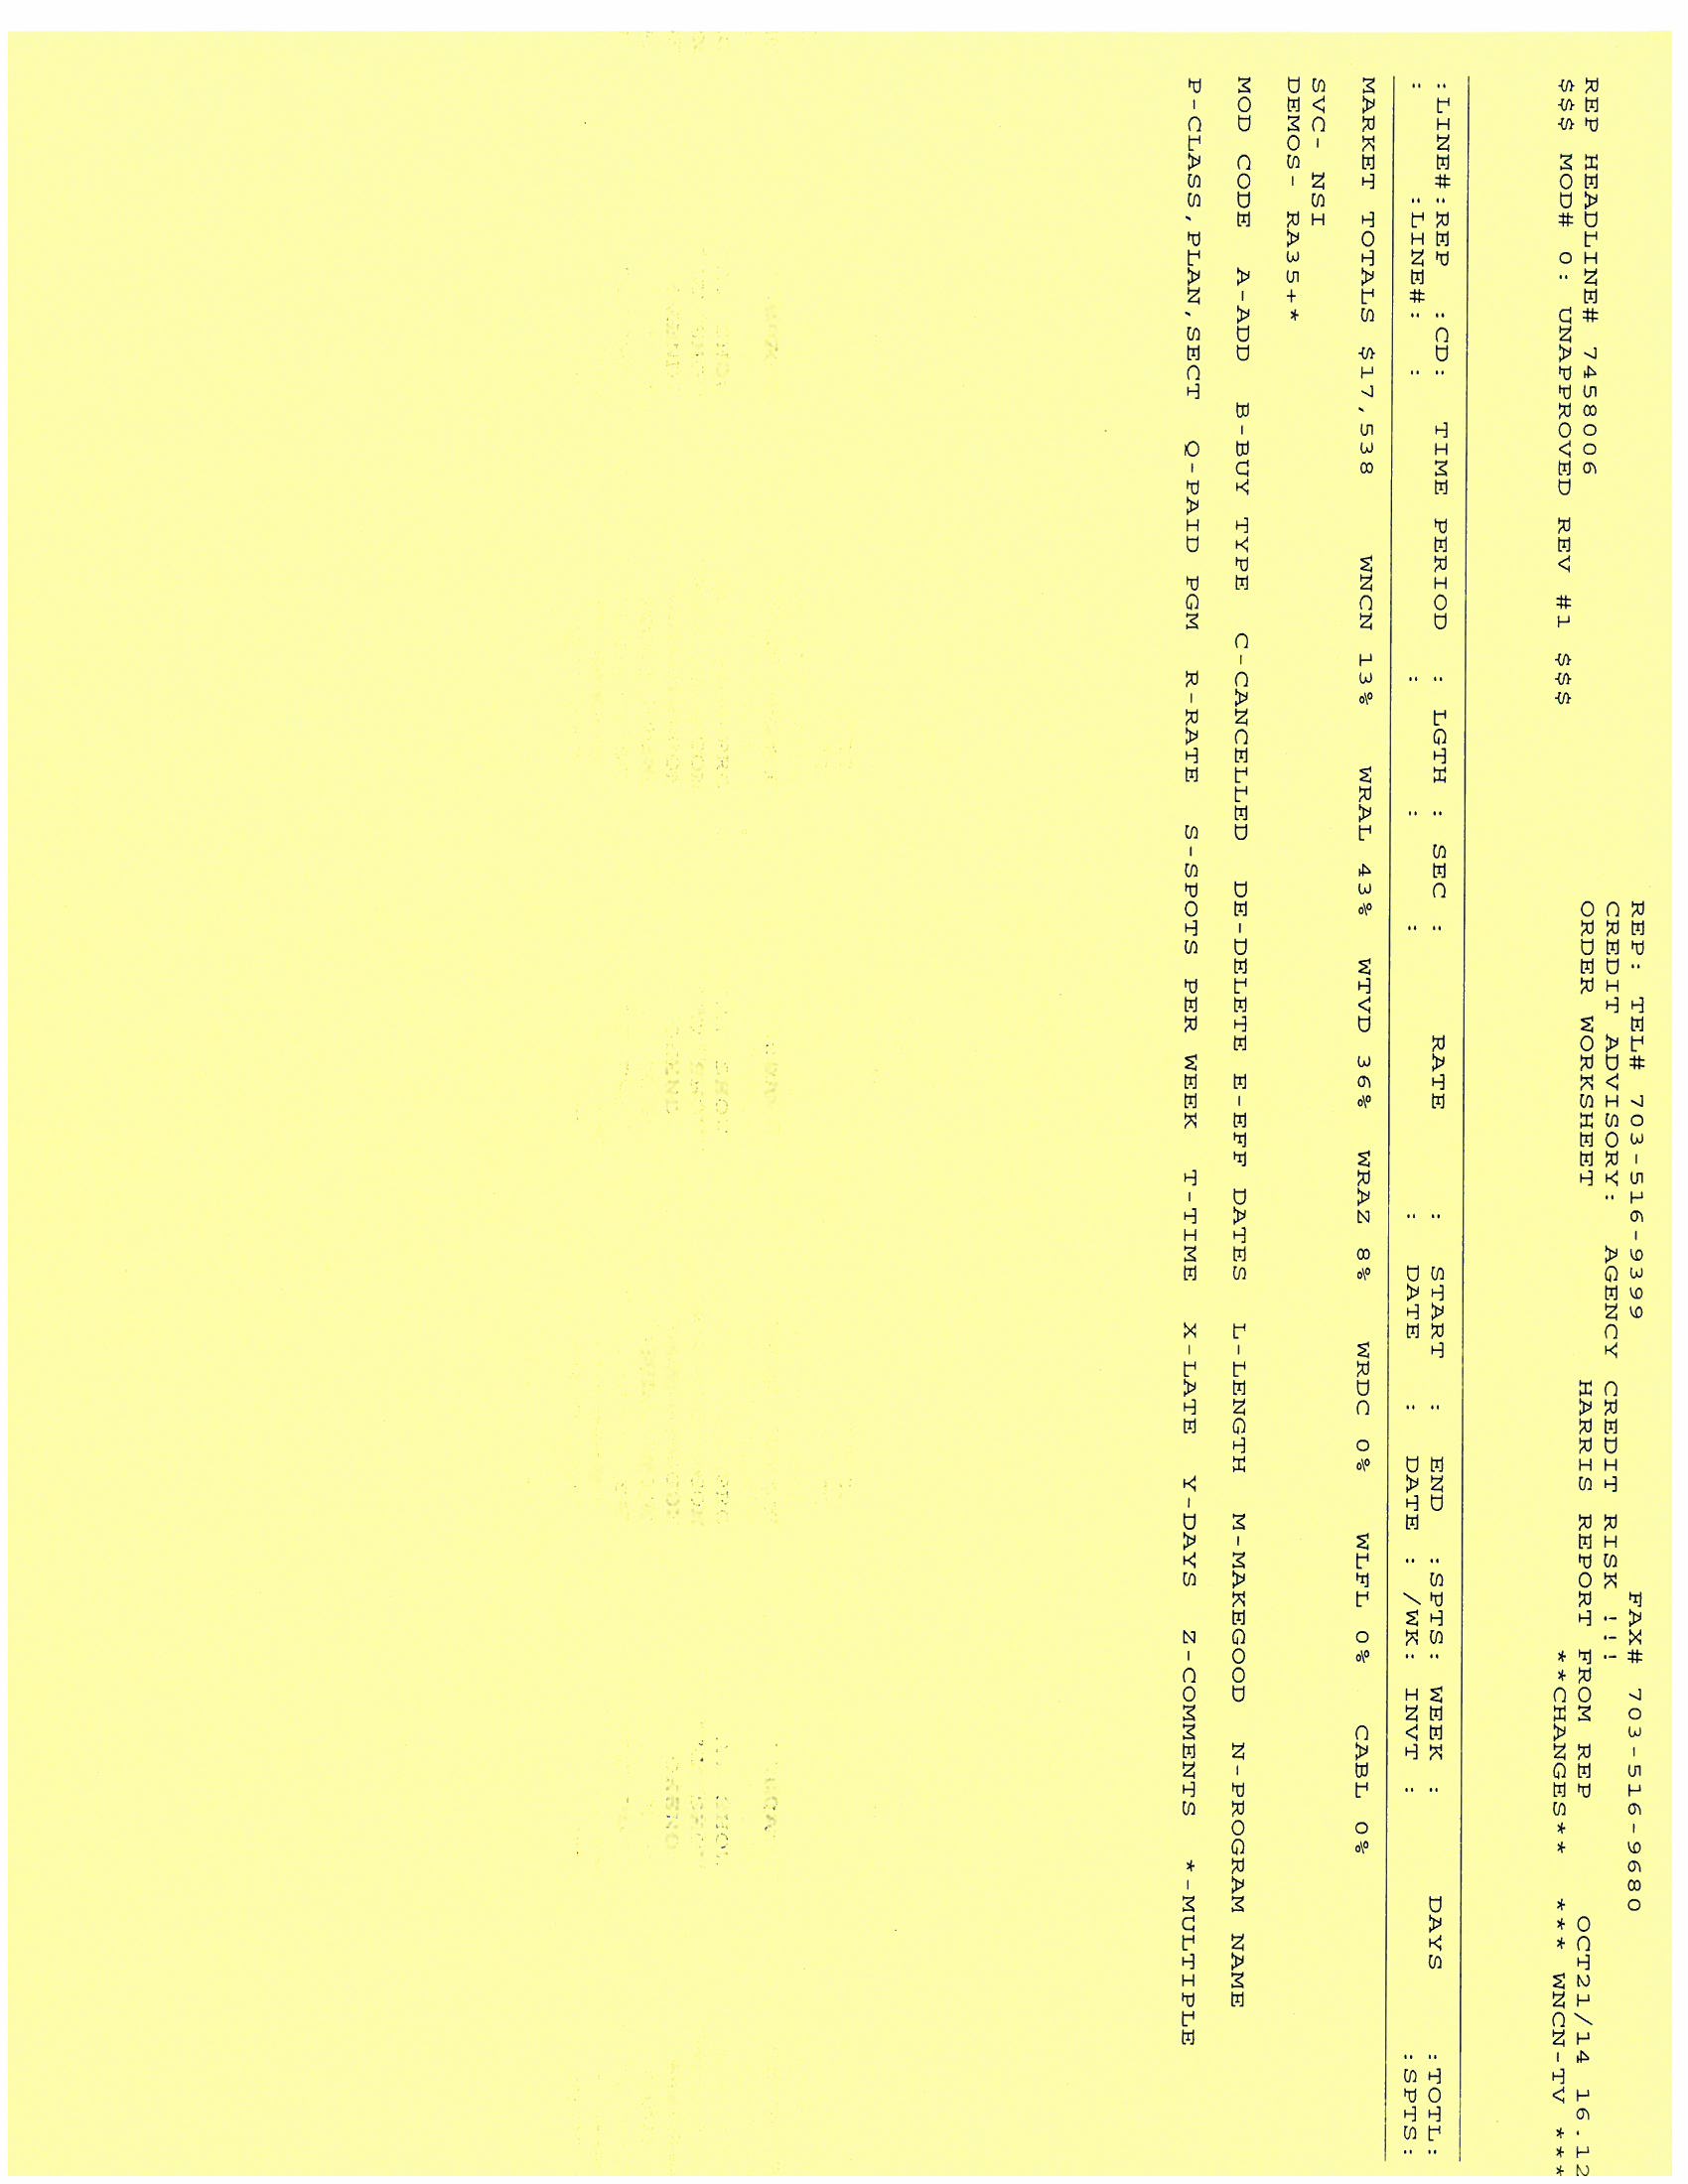 REP: TEL# 703-516-9399 FAX# 703-516-9680
CREDIT ADVISORY: AGENCY CREDIT RISK !!!
REP HEADLINE# 7458006 ORDER WORKSHEET HARRIS REPORT FROM REP OCT21/14 16.12
$$$ MOD# 0: UNAPPROVED REV #1 $$$ **CHANGES** *** WNCN-TV ***
:LINE#:REP :CD: TIME PERIOD : LGTH : SEC : RATE : START : END :SPTS: WEEK : DAYS :TOTL:
: :LINE#: : : : : : DATE : DATE : /WK: INVT : :SPTS:
MARKET TOTALS $17,538 WNCN 13% WRAL 43% WTVD 36% WRAZ 8% WRDC 0% WLFL 0% CABL 0%
SVC- NSI
DEMOS- RA35+*
MOD CODE A-ADD B-BUY TYPE C-CANCELLED DE-DELETE E-EFF DATES L-LENGTH M-MAKEGOOD N-PROGRAM NAME
P-CLASS,PLAN,SECT Q-PAID PGM R-RATE S-SPOTS PER WEEK T-TIME X-LATE Y-DAYS Z-COMMENTS *-MULTIPLE